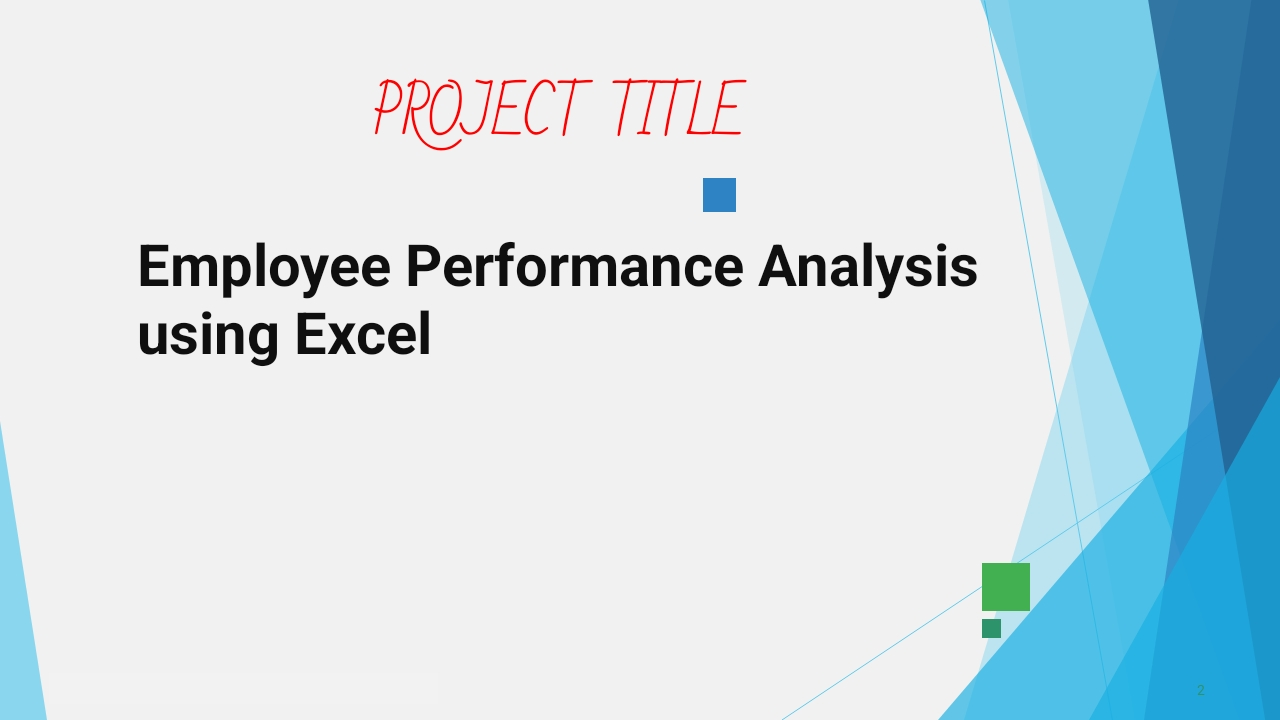 PROJECT TITLE
Employee Performance Analysis
using Excel
2